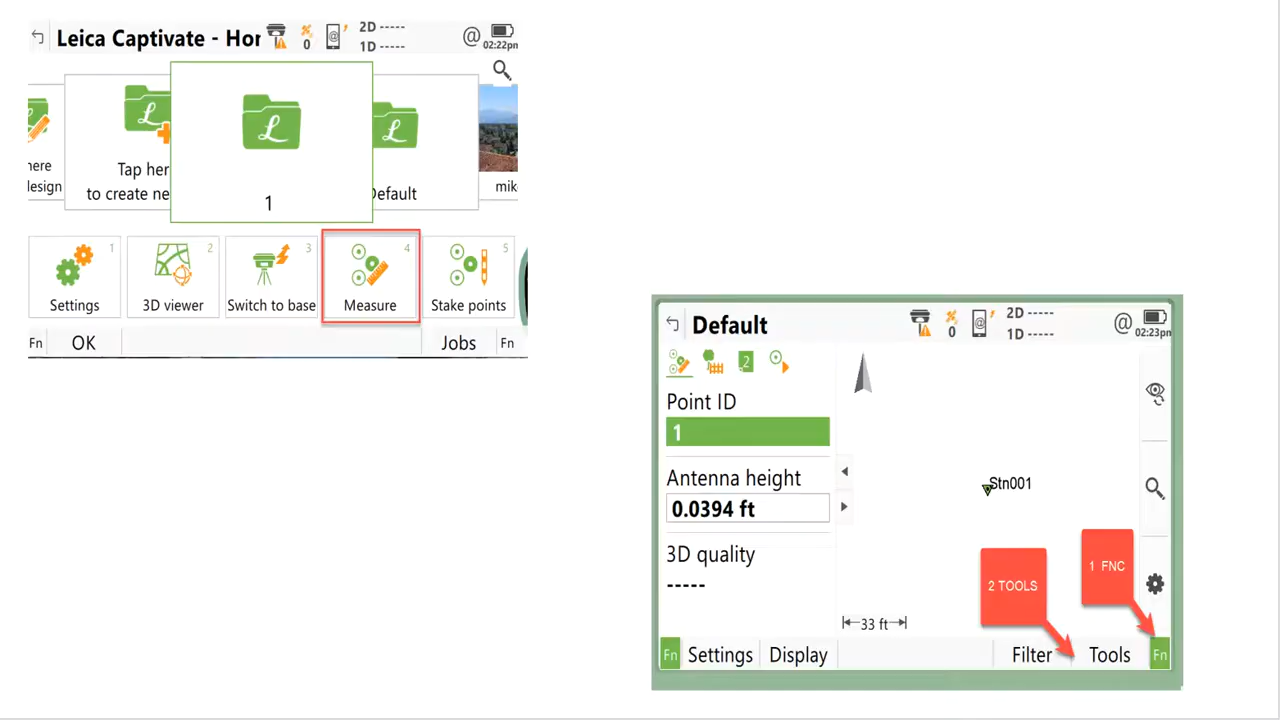 Leica Captivate - Hor
0
2D -----
1D -----
@
02:22pm
here
lesign
Tap her
to create ne
1
Default
mik
1
Settings
2
3D viewer
3
Switch to base
4
Measure
5
Stake points
Fn
OK
Jobs
Fn
Default
0
2D -----
1D -----
@
02:23pm
2
Point ID
1
Antenna height
0.0394 ft
3D quality
-----
Stn001
33 ft
2 TOOLS
1 FNC
Fn
Settings
Display
Filter
Tools
Fn